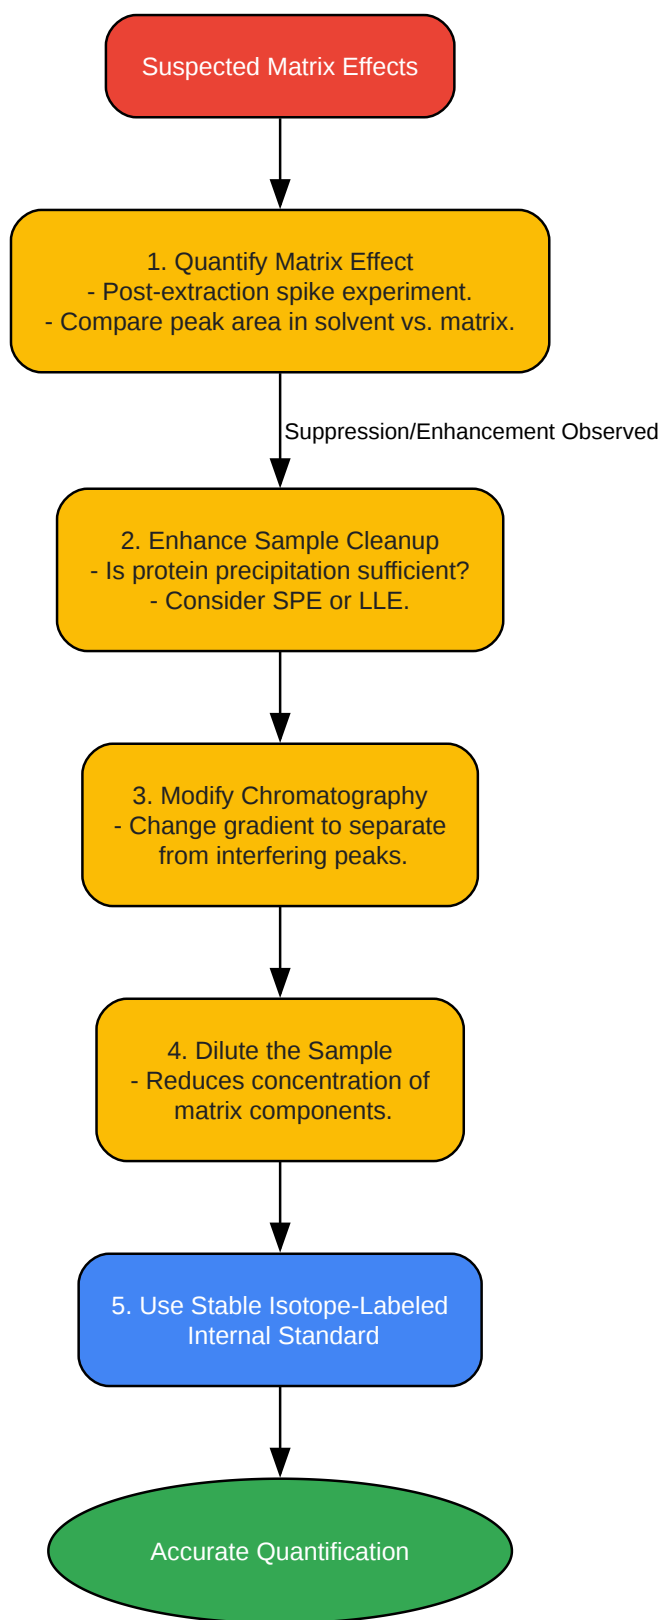 Suspected Matrix Effects
1. Quantify Matrix Effect
- Post-extraction spike experiment.
- Compare peak area in solvent vs. matrix.
Suppression/Enhancement Observed
2. Enhance Sample Cleanup
- Is protein precipitation sufficient?
- Consider SPE or LLE.
3. Modify Chromatography
- Change gradient to separate
from interfering peaks.
4. Dilute the Sample
- Reduces concentration of
matrix components.
5. Use Stable Isotope-Labeled
Internal Standard
Accurate Quantification